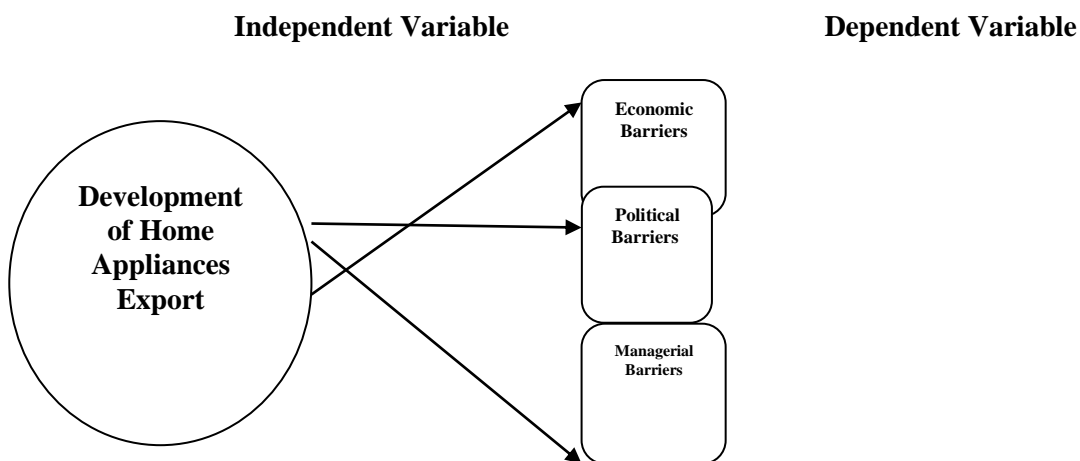 Independent Variable
Dependent Variable
Development
of Home
Appliances
Export
Economic
Barriers
Political
Barriers
Managerial
Barriers